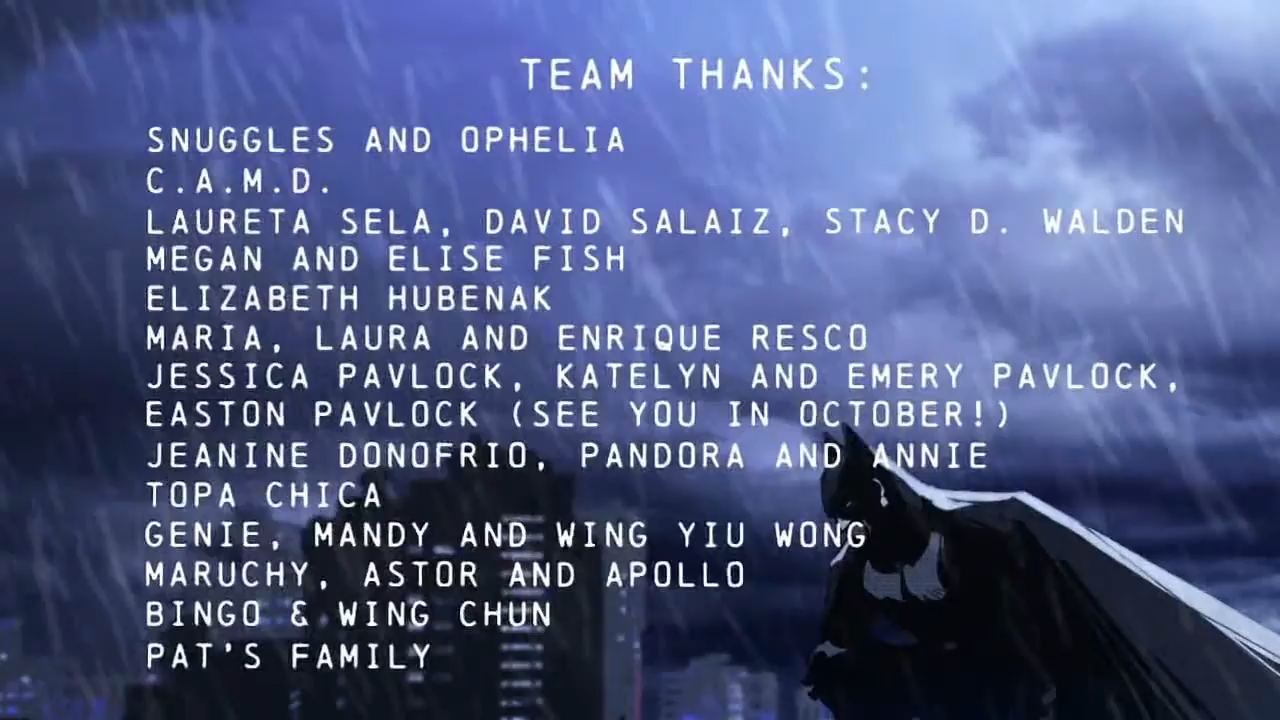 TEAM THANKS:
SNUGGLES AND OPHELIA
C.A.M.D.
LAURETA SELA, DAVID SALAIZ, STACY D. WALDEN
MEGAN AND ELISE FISH
ELIZABETH HUBENAK
MARIA, LAURA AND ENRIQUE RESCO
JESSICA PAVLOCK, KATELYN AND EMERY PAVLOCK,
EASTON PAVLOCK (SEE YOU IN OCTOBER!)
JEANINE DONOFRIO, PANDORA AND ANNIE
TOPA CHICA
GENIE, MANDY AND WING YIU WONG
MARUCHY, ASTOR AND APOLLO
BINGO & WING CHUN
PAT'S FAMILY